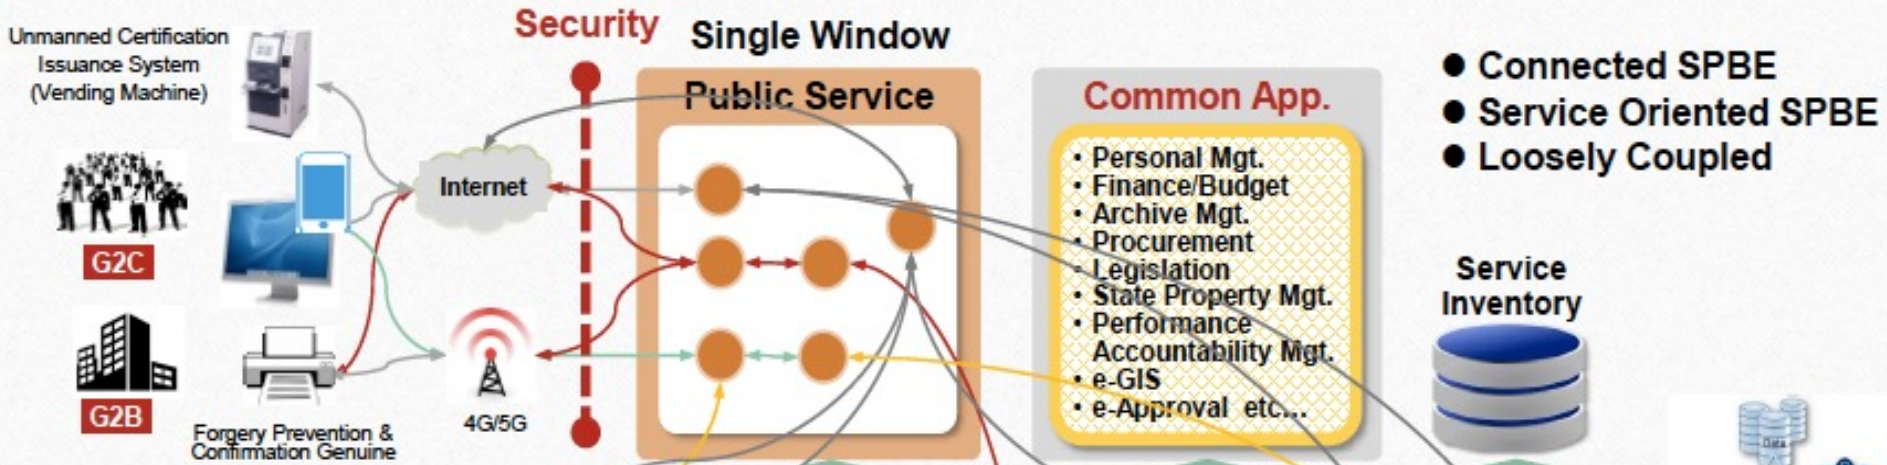 Unmanned Certification
Issuance System
(Vending Machine)
G2C
G2B
Forgery Prevention &
Confirmation Genuine
Internet
4G/5G
Security
Single Window
Public Service
Common App.
• Personal Mgt.
• Finance/Budget
• Archive Mgt.
• Procurement
• Legislation
• State Property Mgt.
• Performance
Accountability Mgt.
• e-GIS
• e-Approval etc...
● Connected SPBE
● Service Oriented SPBE
● Loosely Coupled
Service
Inventory
Data